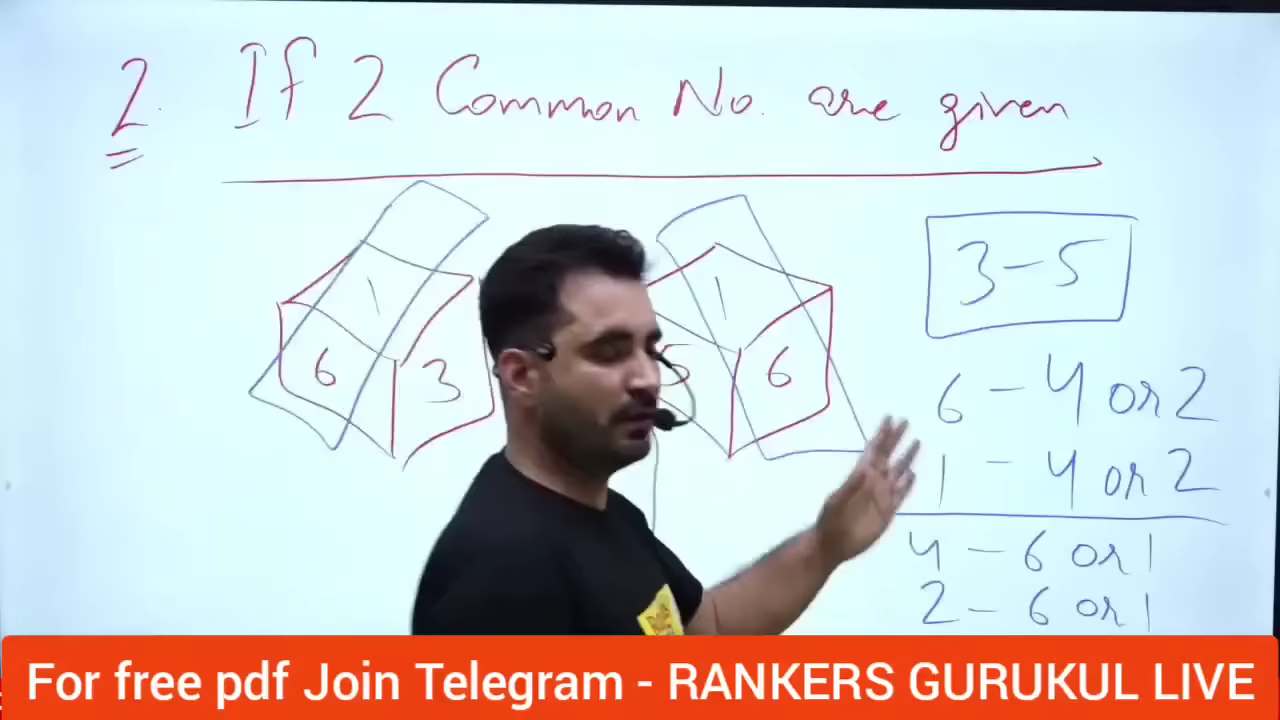 2. If 2 Common No. are given
1
6 3
1
5 6
3-5
6 - 4 or 2
1 - 4 or 2
4 - 6 or 1
2 - 6 or 1
For free pdf Join Telegram - RANKERS GURUKUL LIVE